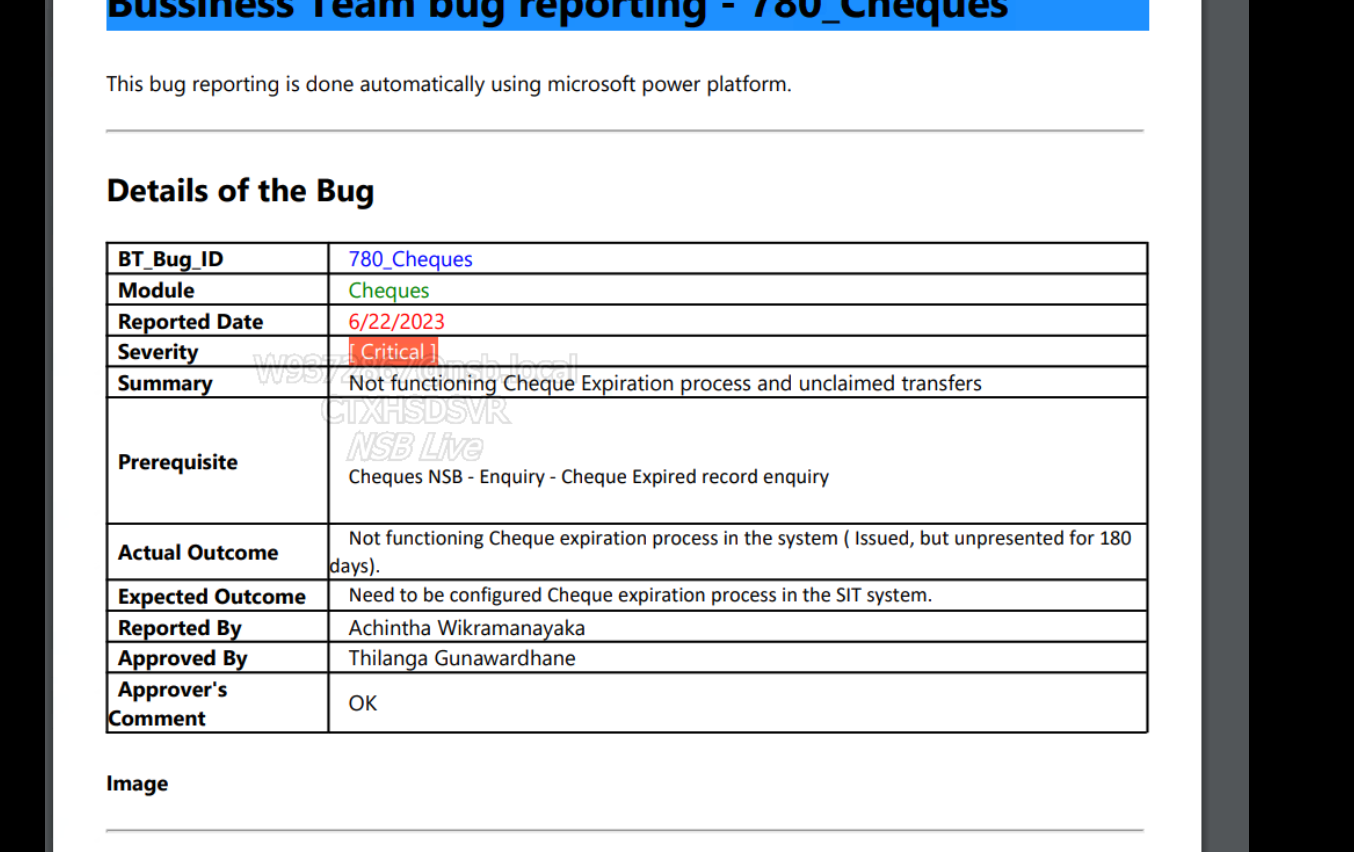 Bussiness Team bug reporting - 780_Cheques
This bug reporting is done automatically using microsoft power platform.
Details of the Bug
BT_Bug_ID 780_Cheques
Module Cheques
Reported Date 6/22/2023
Severity [ Critical ]
Summary Not functioning Cheque Expiration process and unclaimed transfers
CTXHSDSVR
NSB Live
Prerequisite Cheques NSB - Enquiry - Cheque Expired record enquiry
Actual Outcome Not functioning Cheque expiration process in the system ( Issued, but unpresented for 180
days).
Expected Outcome Need to be configured Cheque expiration process in the SIT system.
Reported By Achintha Wikramanayaka
Approved By Thilanga Gunawardhane
Approver's
Comment OK
Image